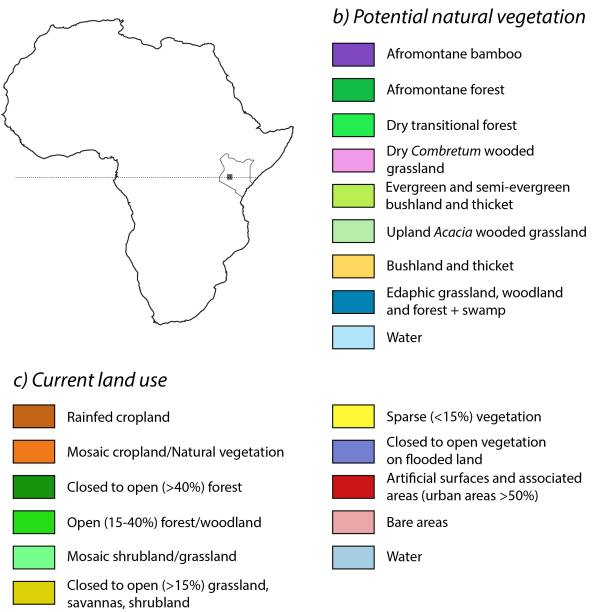 b) Potential natural vegetation
Afromontane bamboo
Afromontane forest
Dry transitional forest
Dry Combretum wooded
grassland
Evergreen and semi-evergreen
bushland and thicket
Upland Acacia wooded grassland
Bushland and thicket
Edaphic grassland, woodland
and forest + swamp
Water
c) Current land use
Rainfed cropland
Mosaic cropland/Natural vegetation
Closed to open (>40%) forest
Open (15-40%) forest/woodland
Mosaic shrubland/grassland
Closed to open (>15%) grassland,
savannas, shrubland
Sparse (<15%) vegetation
Closed to open vegetation
on flooded land
Artificial surfaces and associated
areas (urban areas >50%)
Bare areas
Water